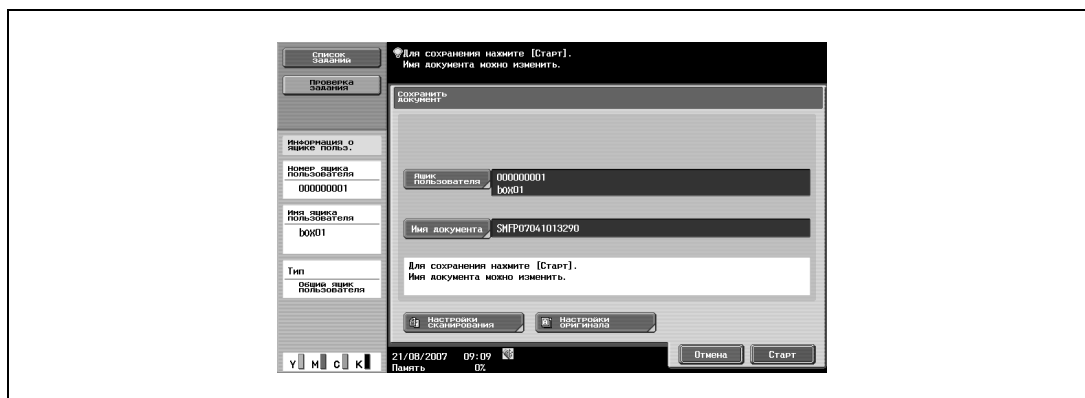 Список
заданий
Проверка
задания
Информация о
ящике польз.
Номер ящика
пользователя
000000001
Имя ящика
пользователя
box01
Тип
Общий ящик
пользователя
Y M C K
Для сохранения нажмите [Старт].
Имя документа можно изменить.
Сохранить
документ
Ящик
пользователя
000000001
box01
Имя документа
SMFP07041013290
Для сохранения нажмите [Старт].
Имя документа можно изменить.
Настройки
сканирования
Настройки
оригинала
Отмена
Старт
21/08/2007 09:09
Память 0%